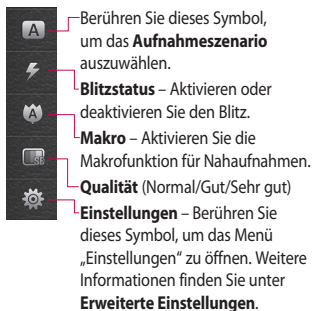 A
Berühren Sie dieses Symbol,
um das Aufnahmeszenario
auszuwählen.
Blitzstatus – Aktivieren oder
deaktivieren Sie den Blitz.
A
Makro – Aktivieren Sie die
Makrofunktion für Nahaufnahmen.
Qualität (Normal/Gut/Sehr gut)
Einstellungen – Berühren Sie
dieses Symbol, um das Menü
„Einstellungen“ zu öffnen. Weitere
Informationen finden Sie unter
Erweiterte Einstellungen.